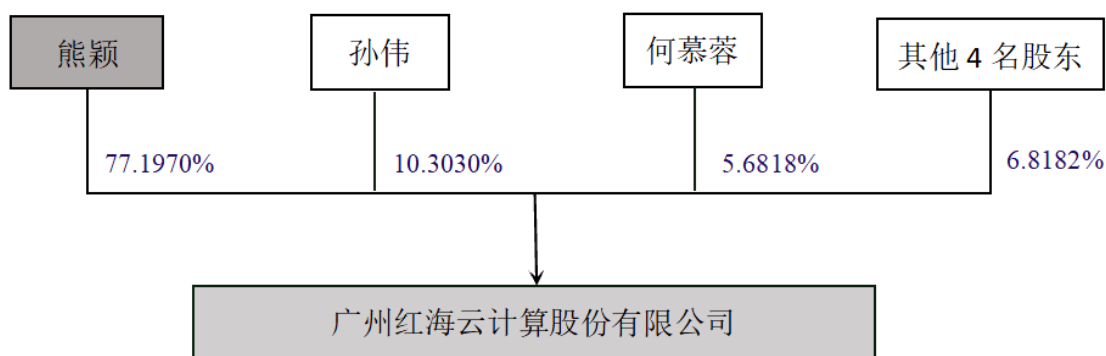 熊颖
孙伟
何慕蓉
其他 4 名股东
77.1970%
10.3030%
5.6818%
6.8182%
广州红海云计算股份有限公司